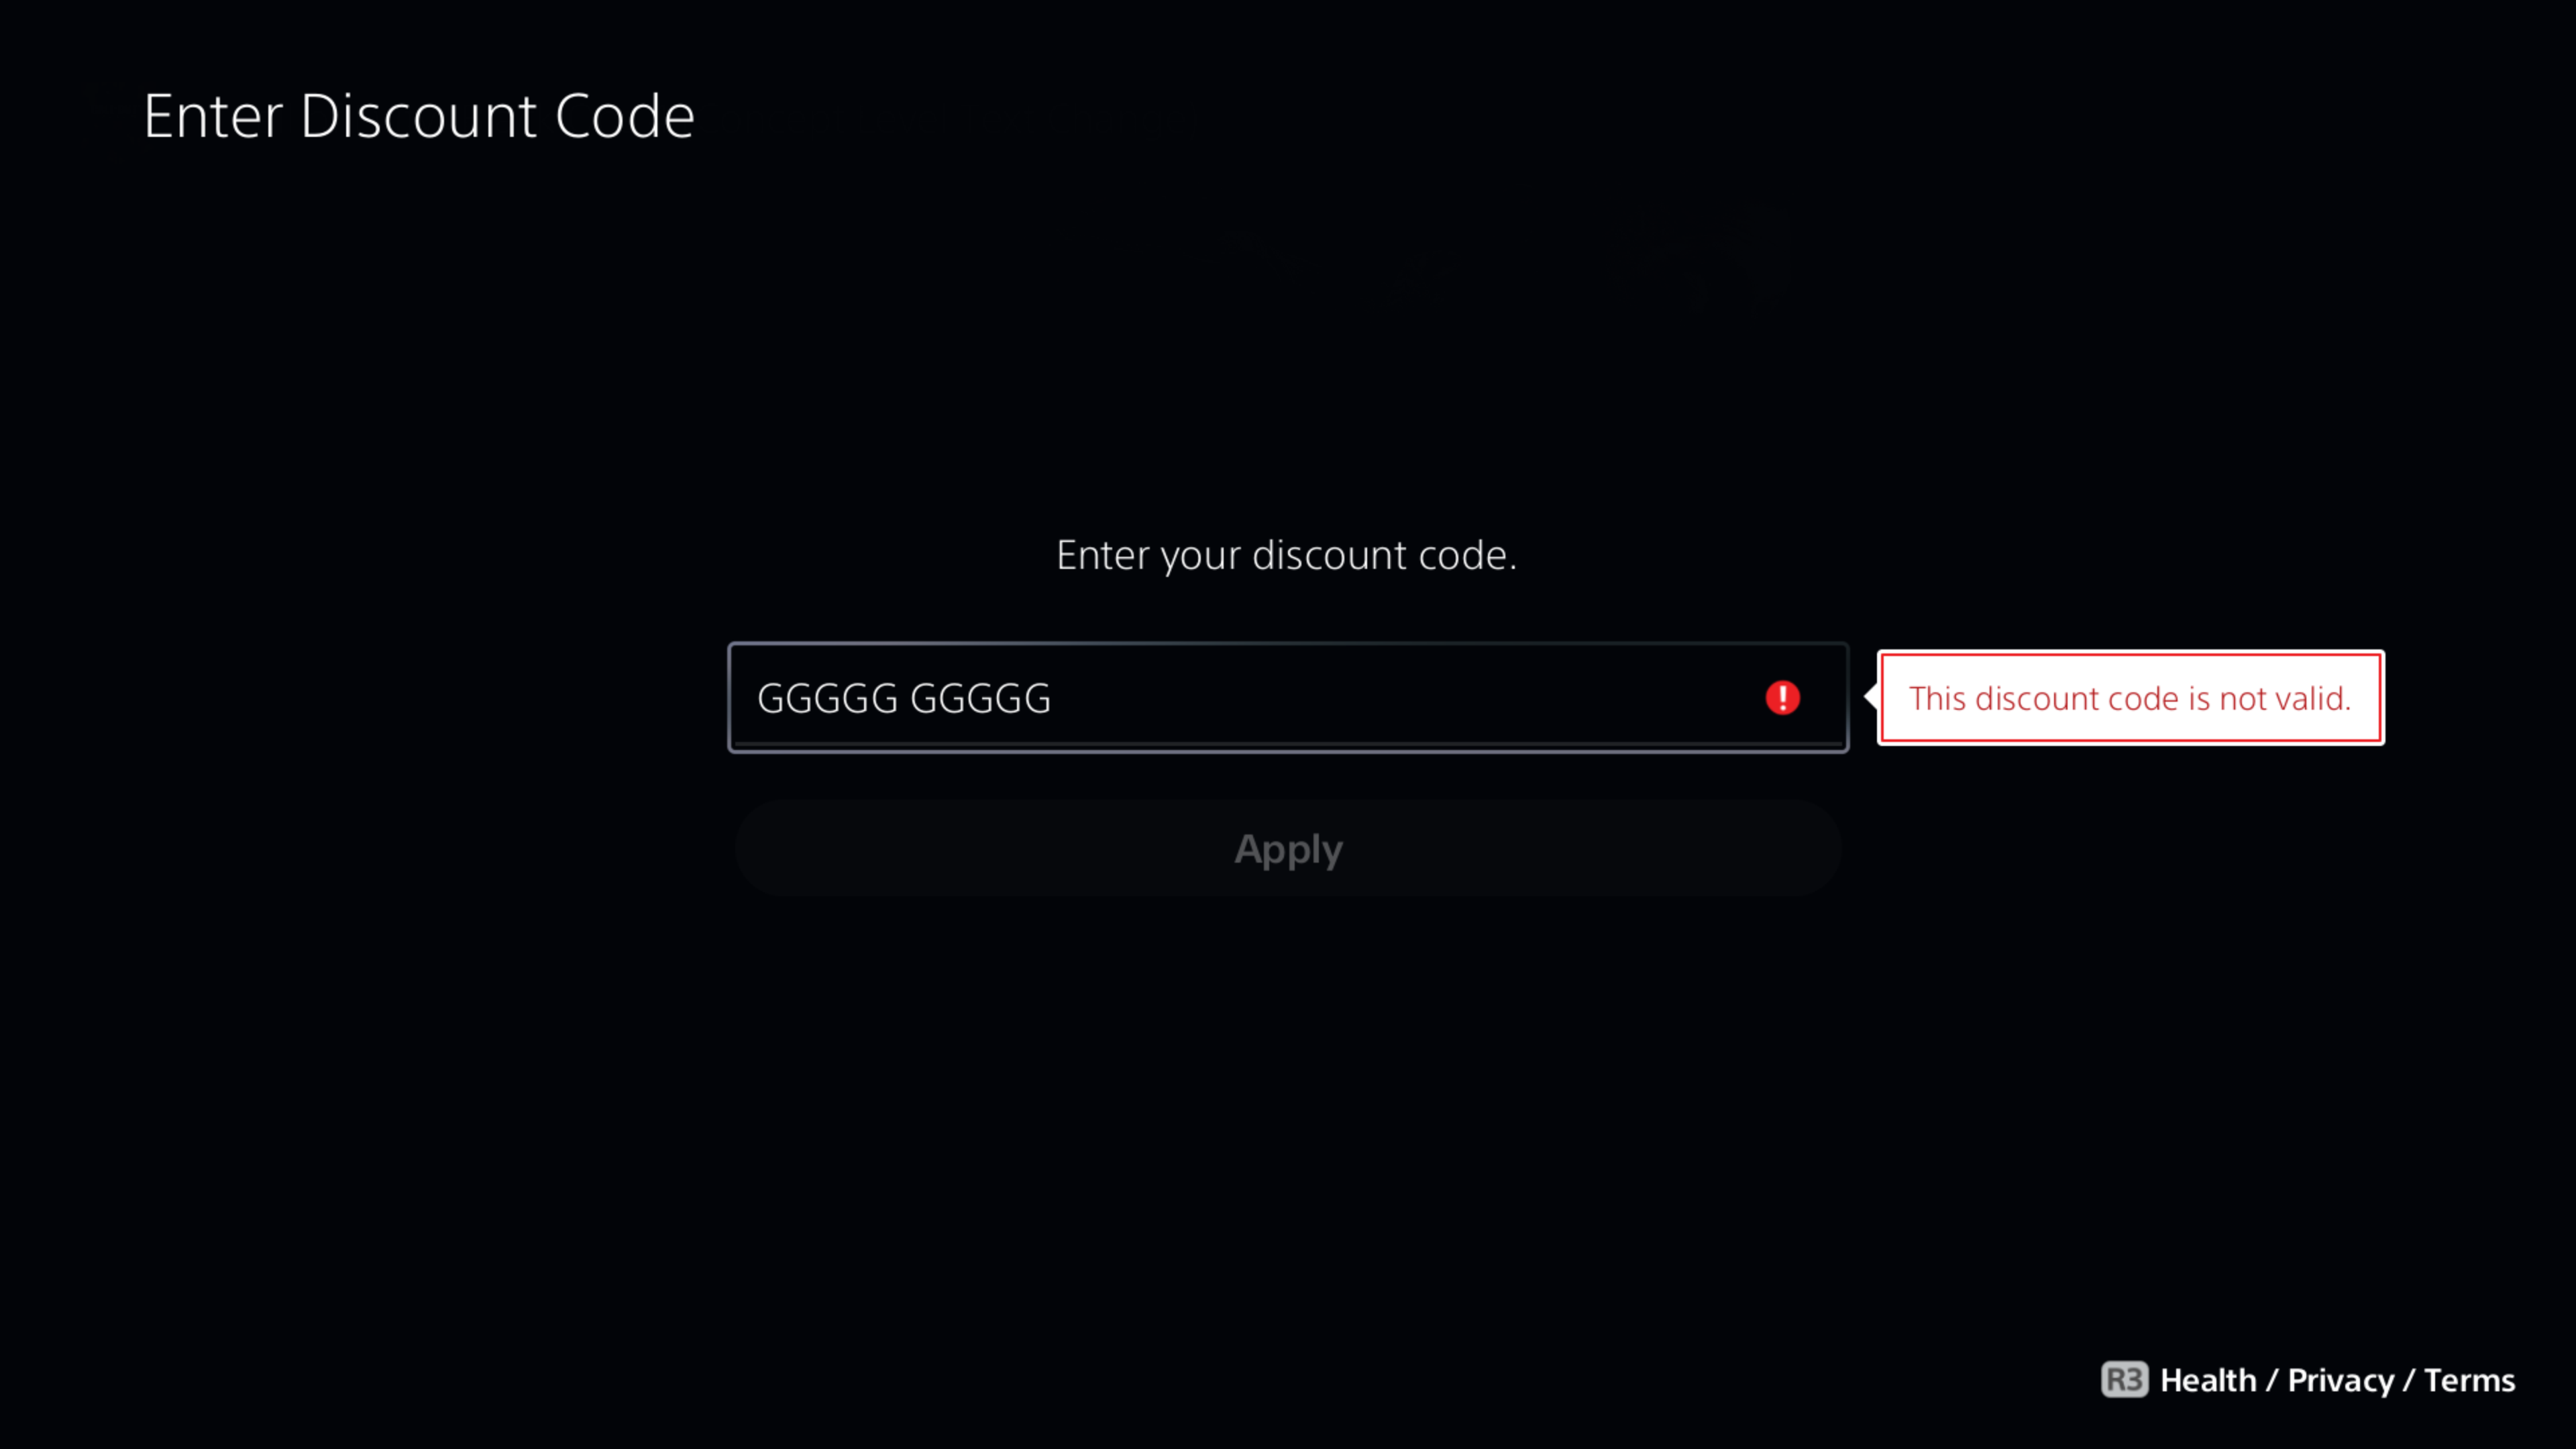 Enter Discount Code
Enter your discount code.
GGGGG GGGGG
This discount code is not valid.
Apply
R3 Health / Privacy / Terms